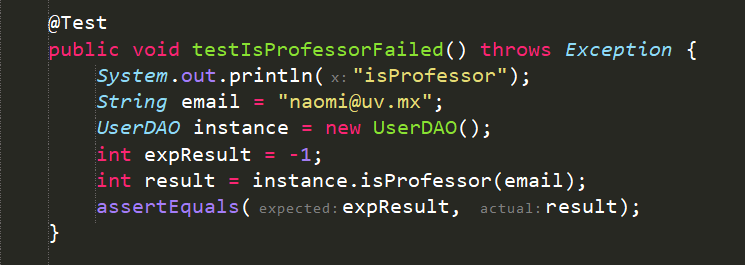 @Test
public void testIsProfessorFailed() throws Exception {
System.out.println( x: "isProfessor");
String email = "naomi@uv.mx";
UserDAO instance = new UserDAO();
int expResult = -1;
int result = instance.isProfessor(email);
assertEquals( expected: expResult, actual: result);
}